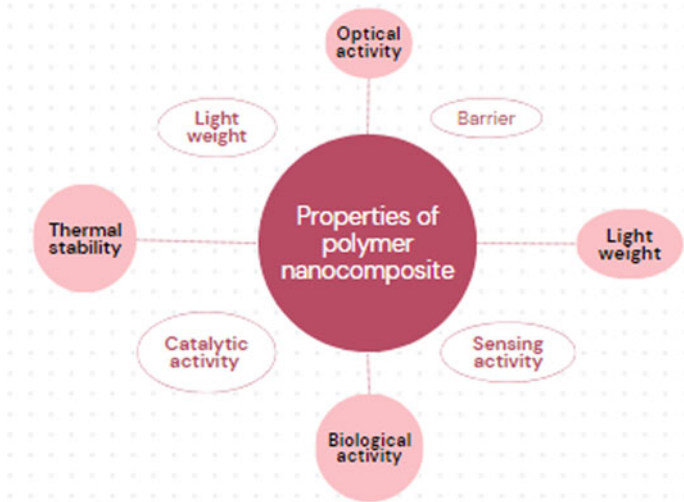 Optical
activity
Light
weight
Barrier
Thermal
stability
Properties of
polymer
nanocomposite
Light
weight
Catalytic
activity
Sensing
activity
Biological
activity